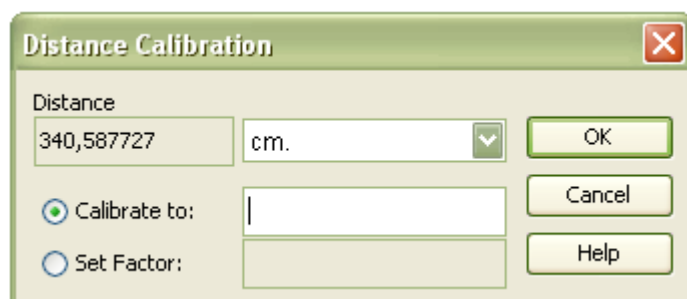 Distance Calibration
Distance
340,587727 cm. OK
Calibrate to: Cancel
Set Factor: Help